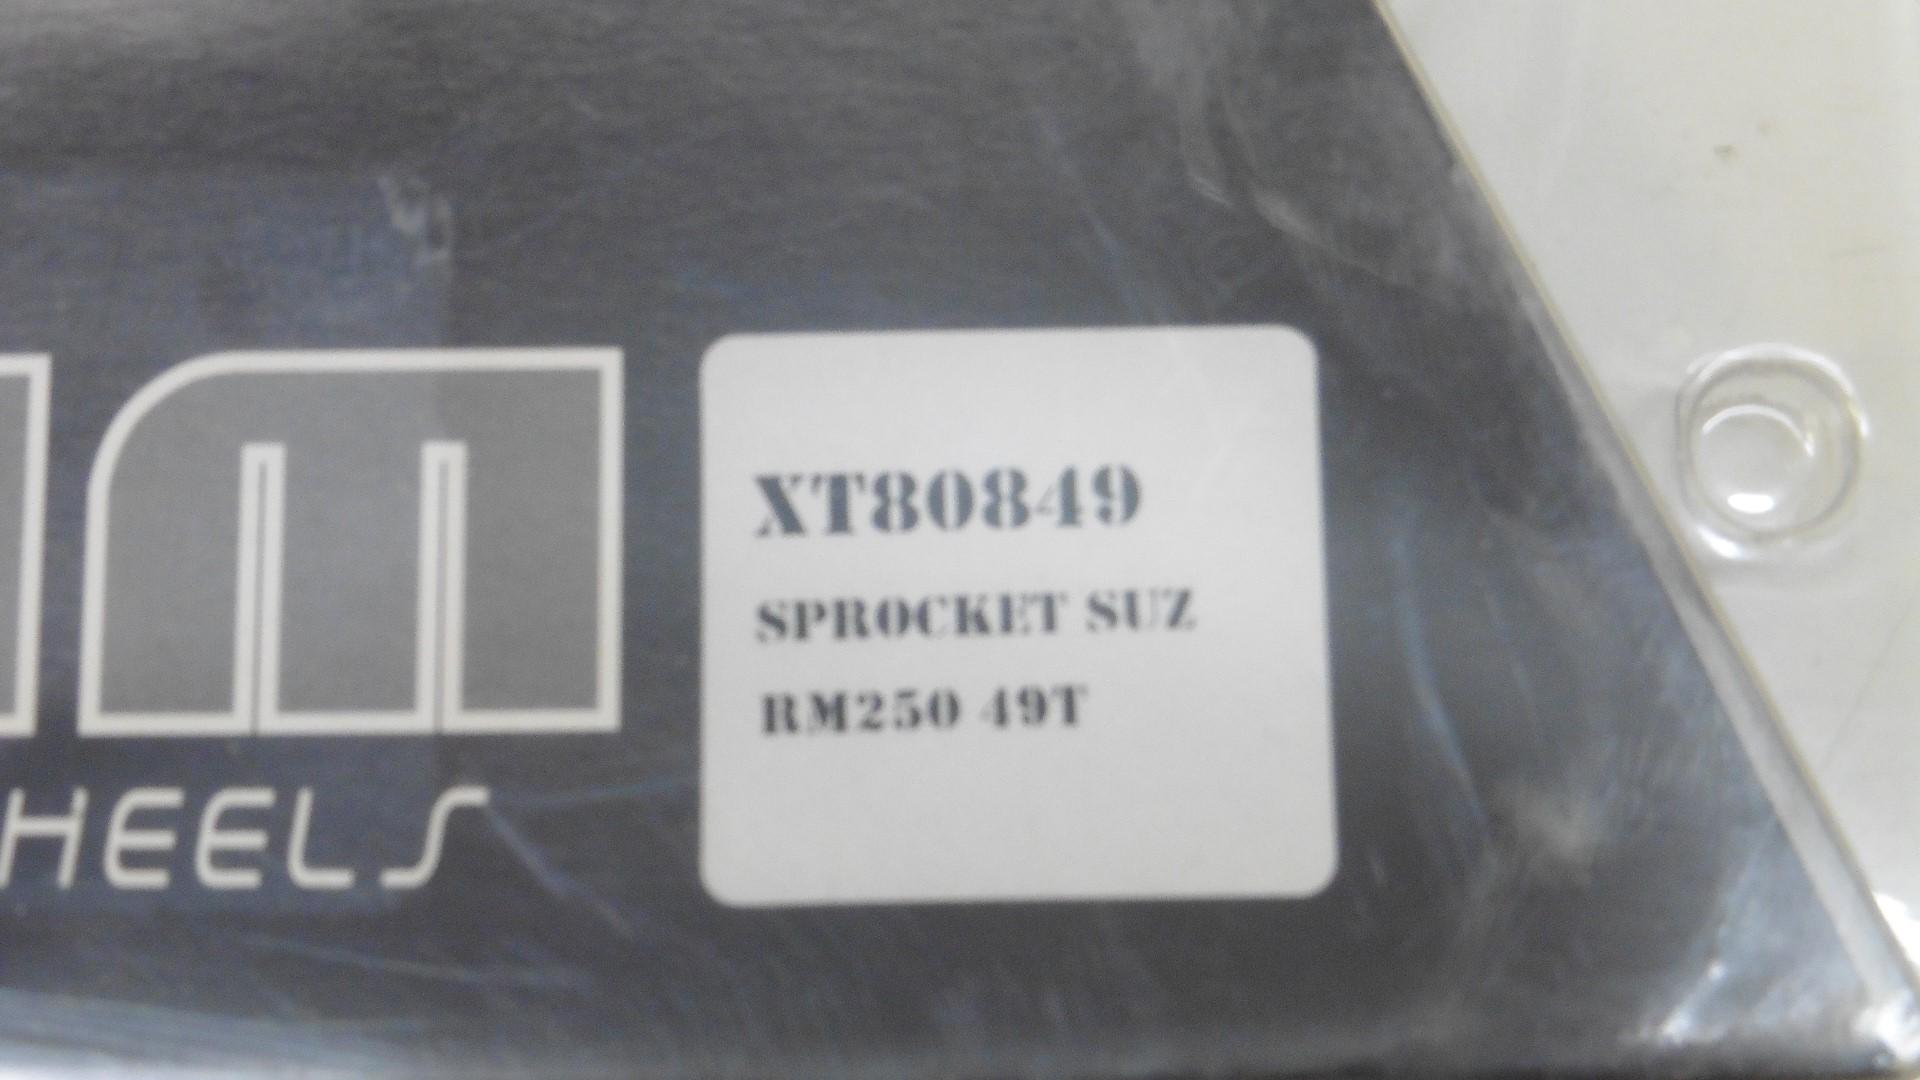 M
HEELS
XT80849
SPROCKET SUZ
RM250 49T